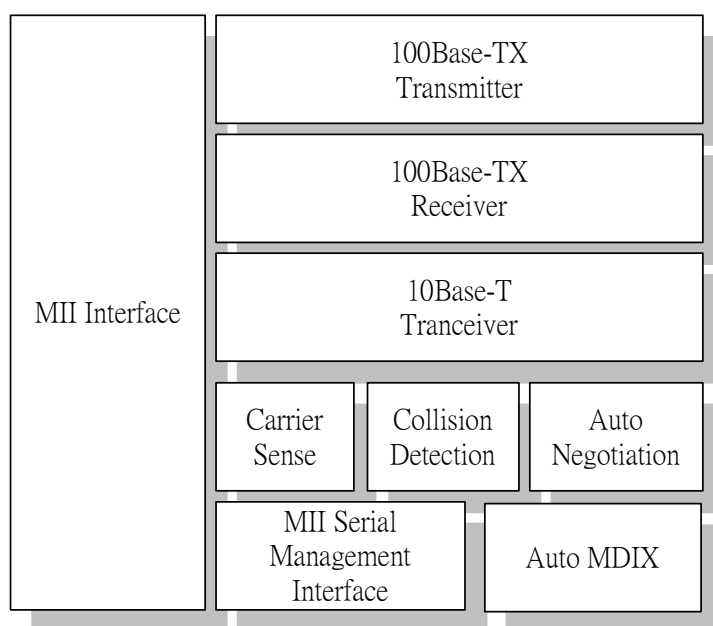 MII Interface
100Base-TX
Transmitter
100Base-TX
Receiver
10Base-T
Tranceiver
Carrier
Sense
Collision
Detection
Auto
Negotiation
MII Serial
Management
Interface
Auto MDIX